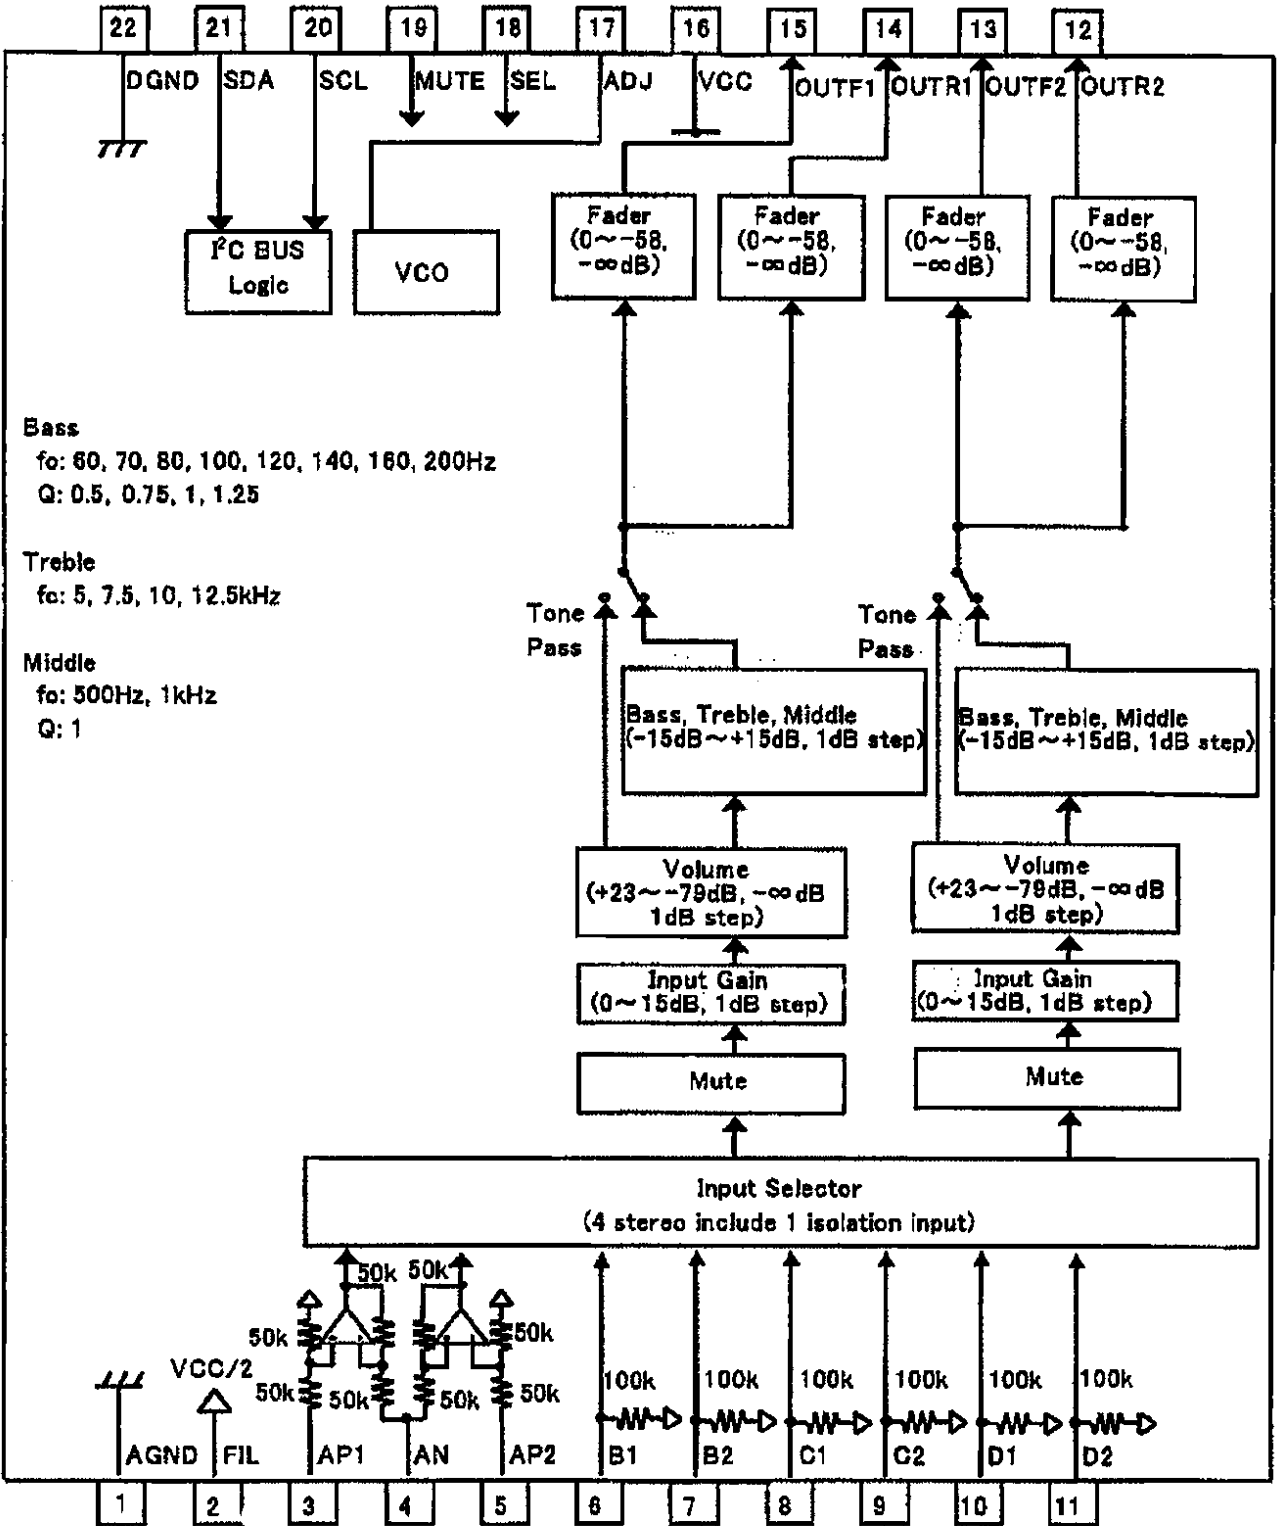 22 21 20 19 18 17 16 15 14 13 12
DGND SDA SCL MUTE SEL ADJ VCC OUTF1 OUTR1 OUTF2 OUTR2
I²C BUS
Logic
VCO
Fader
(0~-58,
-∞dB)
Fader
(0~-58,
-∞dB)
Fader
(0~-58,
-∞dB)
Fader
(0~-58,
-∞dB)
Bass
fo: 60, 70, 80, 100, 120, 140, 160, 200Hz
Q: 0.5, 0.75, 1, 1.25
Treble
fc: 5, 7.5, 10, 12.5kHz
Middle
fo: 500Hz, 1kHz
Q: 1
Tone
Pass
Tone
Pass
Bass, Treble, Middle
(-15dB~+15dB, 1dB step)
Bass, Treble, Middle
(-15dB~+15dB, 1dB step)
Volume
(+23~-79dB, -∞dB
1dB step)
Volume
(+23~-79dB, -∞dB
1dB step)
Input Gain
(0~15dB, 1dB step)
Input Gain
(0~15dB, 1dB step)
Mute
Mute
Input Selector
(4 stereo include 1 isolation input)
50k 50k
50k 50k
VCC/2
50k 50k 50k 50k
100k 100k 100k 100k 100k 100k
AGND FIL AP1 AN AP2 B1 B2 C1 C2 D1 D2
1 2 3 4 5 6 7 8 9 10 11